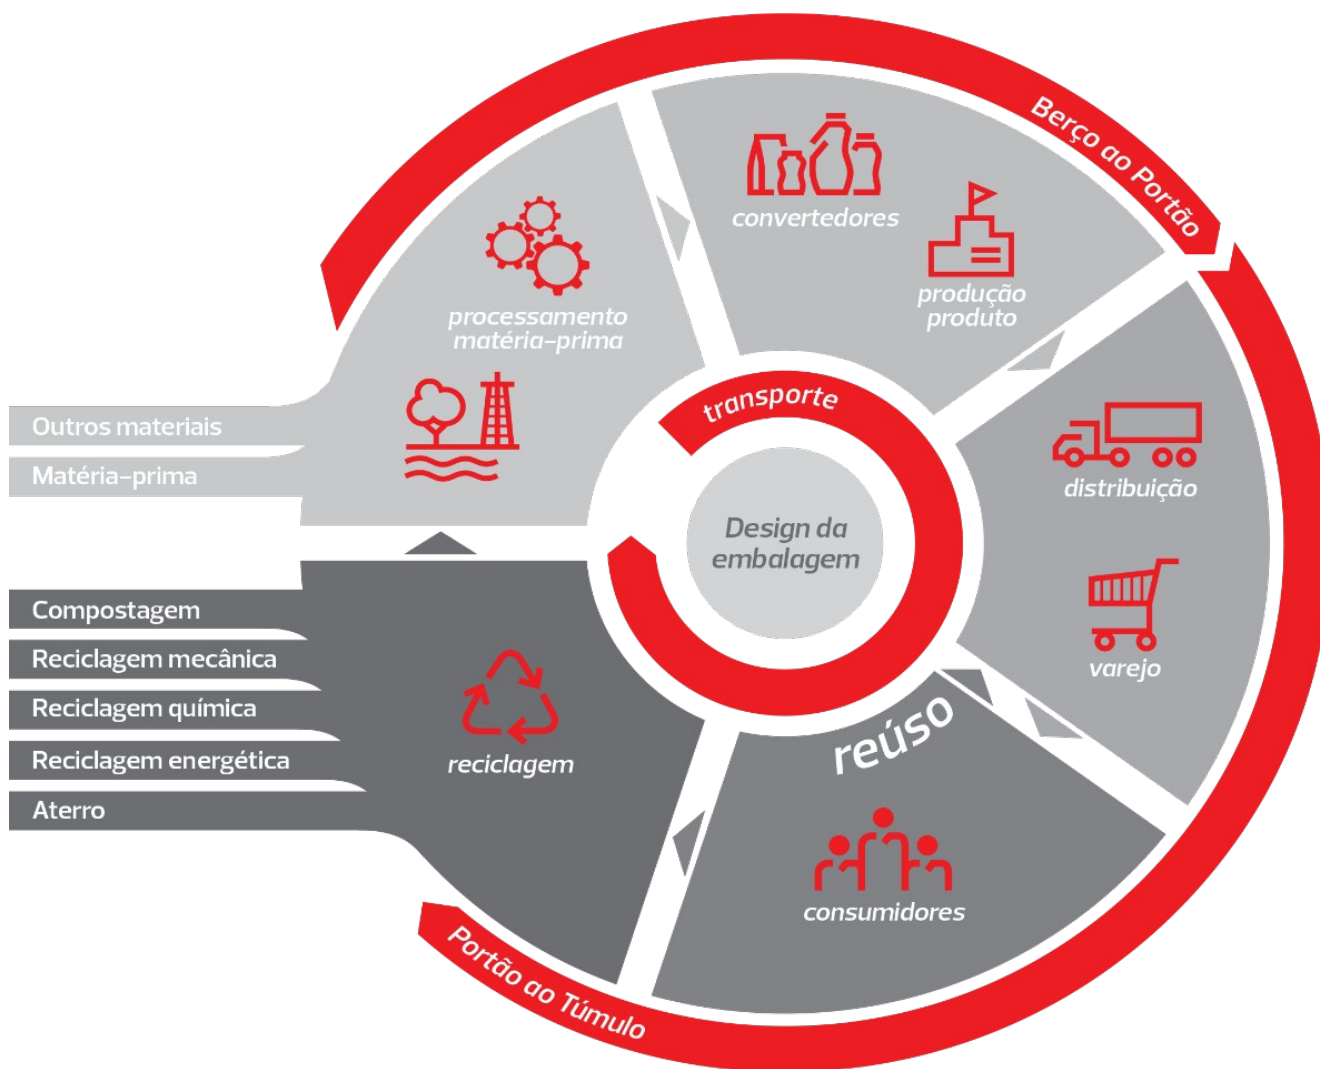 Berço ao Portão
convertedores
produção
produto
processamento
matéria-prima
Outros materiais
Matéria-prima
transporte
Design da
embalagem
distribuição
varejo
Compostagem
Reciclagem mecânica
Reciclagem química
Reciclagem energética
Aterro
reciclagem
reúso
consumidores
Portão ao Túmulo